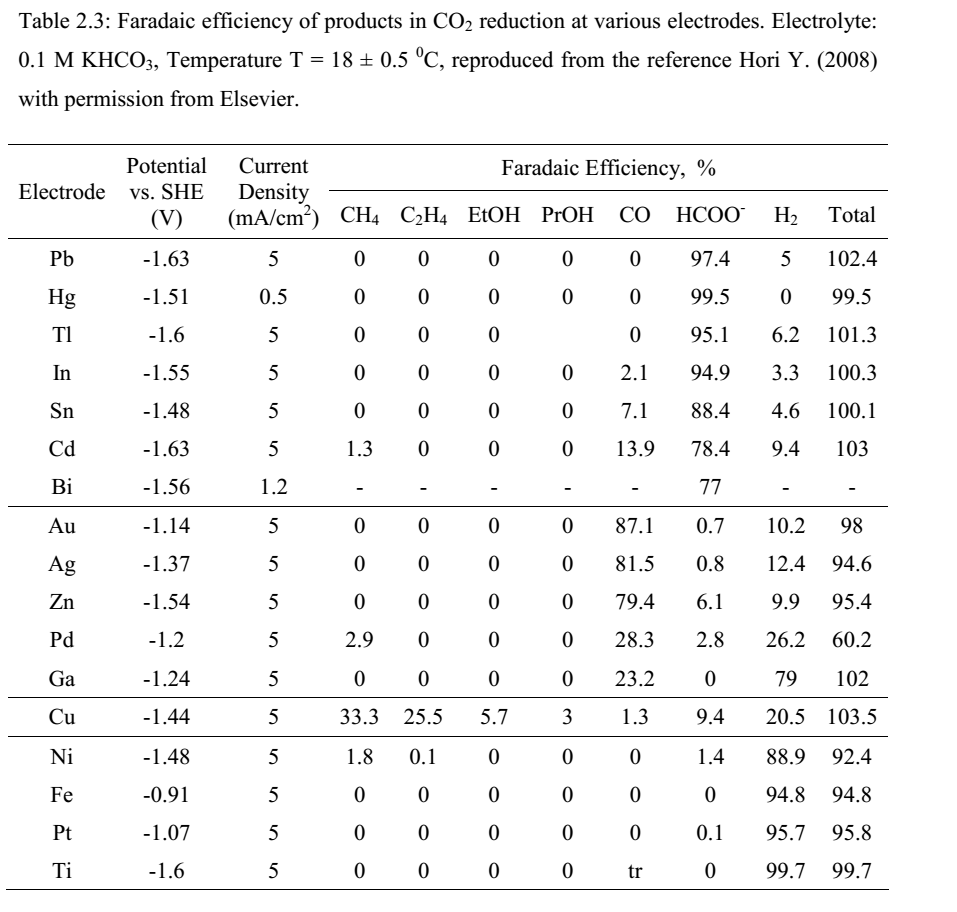 Table 2.3: Faradaic efficiency of products in CO₂ reduction at various electrodes. Electrolyte:
0.1 M KHCO₃, Temperature T = 18 ± 0.5 ⁰C, reproduced from the reference Hori Y. (2008)
with permission from Elsevier.
Electrode Potential vs. SHE (V) Current Density (mA/cm²) Faradaic Efficiency, %
CH₄ C₂H₄ EtOH PrOH CO HCOO⁻ H₂ Total
Pb -1.63 5 0 0 0 0 0 97.4 5 102.4
Hg -1.51 0.5 0 0 0 0 0 99.5 0 99.5
Tl -1.6 5 0 0 0 0 95.1 6.2 101.3
In -1.55 5 0 0 0 0 2.1 94.9 3.3 100.3
Sn -1.48 5 0 0 0 0 7.1 88.4 4.6 100.1
Cd -1.63 5 1.3 0 0 0 13.9 78.4 9.4 103
Bi -1.56 1.2 - - - - - 77 - -
Au -1.14 5 0 0 0 0 87.1 0.7 10.2 98
Ag -1.37 5 0 0 0 0 81.5 0.8 12.4 94.6
Zn -1.54 5 0 0 0 0 79.4 6.1 9.9 95.4
Pd -1.2 5 2.9 0 0 0 28.3 2.8 26.2 60.2
Ga -1.24 5 0 0 0 0 23.2 0 79 102
Cu -1.44 5 33.3 25.5 5.7 3 1.3 9.4 20.5 103.5
Ni -1.48 5 1.8 0.1 0 0 0 1.4 88.9 92.4
Fe -0.91 5 0 0 0 0 0 0 94.8 94.8
Pt -1.07 5 0 0 0 0 0 0.1 95.7 95.8
Ti -1.6 5 0 0 0 0 tr 0 99.7 99.7